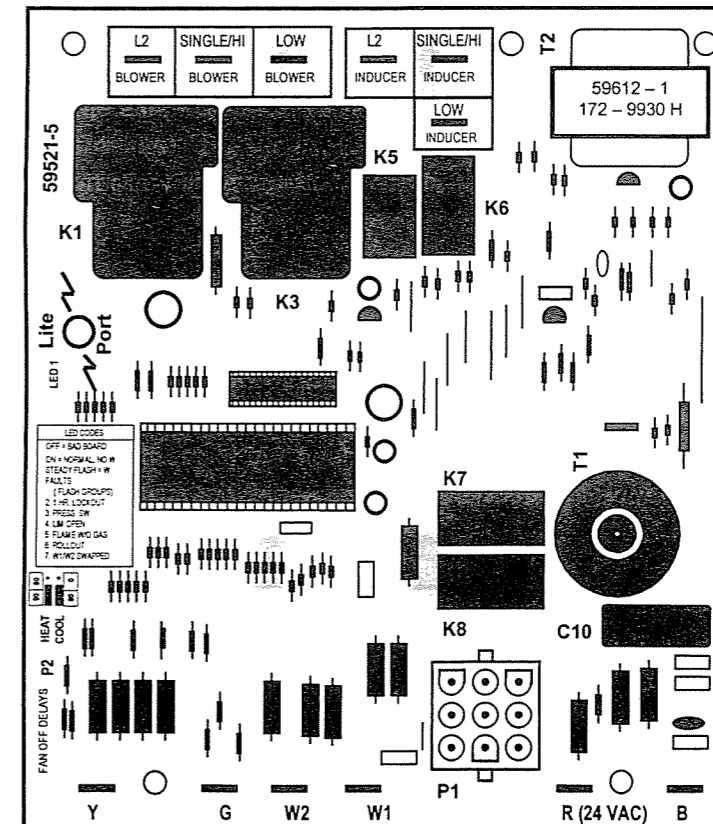 L2 SINGLE/HI LOW
BLOWER BLOWER BLOWER
L2 SINGLE/HI
INDUCER INDUCER
LOW
INDUCER
T2
59612 – 1
172 – 9930 H
59521-5
K1
K3
K5
K6
Lite
Port
LED 1
LED CODES
OFF = BAD BOARD
ON = NORMAL, NO W
STEADY FLASH = W
FAULTS
(FLASH GROUPS)
2. 1 HR. LOCKOUT
3. PRESS. SW
4. LIM OPEN
5. FLAME W/O GAS
6. ROLLOUT
7. W1/W2 SWAPPED
K7
T1
K8
C10
HEAT
COOL
P2
FAN OFF DELAYS
P1
Y G W2 W1 R (24 VAC) B